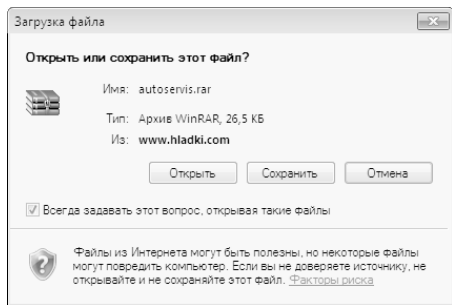 Загрузка файла
Открыть или сохранить этот файл?
Имя: autoservis.rar
Тип: Архив WinRAR, 26,5 КБ
Из: www.hladki.com
Открыть Сохранить Отмена
Всегда задавать этот вопрос, открывая такие файлы
Файлы из Интернета могут быть полезны, но некоторые файлы
могут повредить компьютер. Если вы не доверяете источнику, не
открывайте и не сохраняйте этот файл. Факторы риска